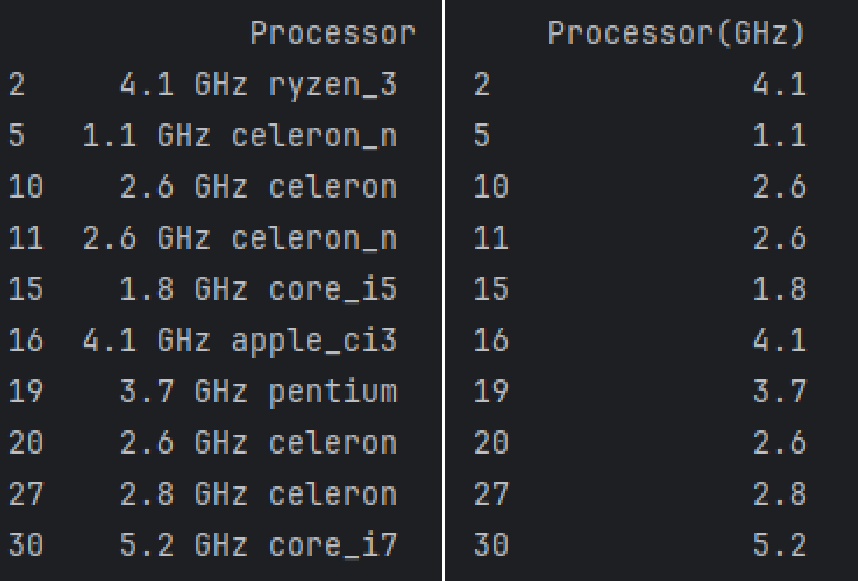 Processor Processor(GHz)
2 4.1 GHz ryzen_3 2 4.1
5 1.1 GHz celeron_n 5 1.1
10 2.6 GHz celeron 10 2.6
11 2.6 GHz celeron_n 11 2.6
15 1.8 GHz core_i5 15 1.8
16 4.1 GHz apple_ci3 16 4.1
19 3.7 GHz pentium 19 3.7
20 2.6 GHz celeron 20 2.6
27 2.8 GHz celeron 27 2.8
30 5.2 GHz core_i7 30 5.2